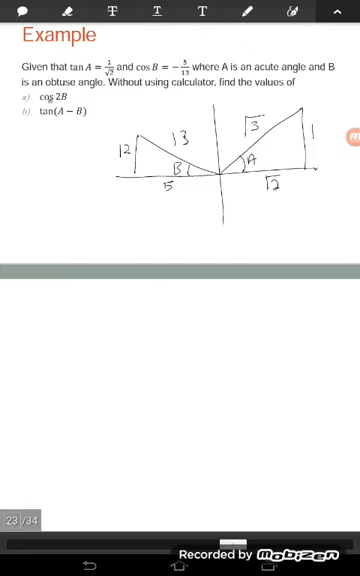 Example
Given that tan A = 1/√2 and cos B = −5/13 where A is an acute angle and B
is an obtuse angle. Without using calculator, find the values of
a) cos 2B
b) tan(A − B)
12
13
B
5
√3
A
1
√2
23 /34
Recorded by mobizen